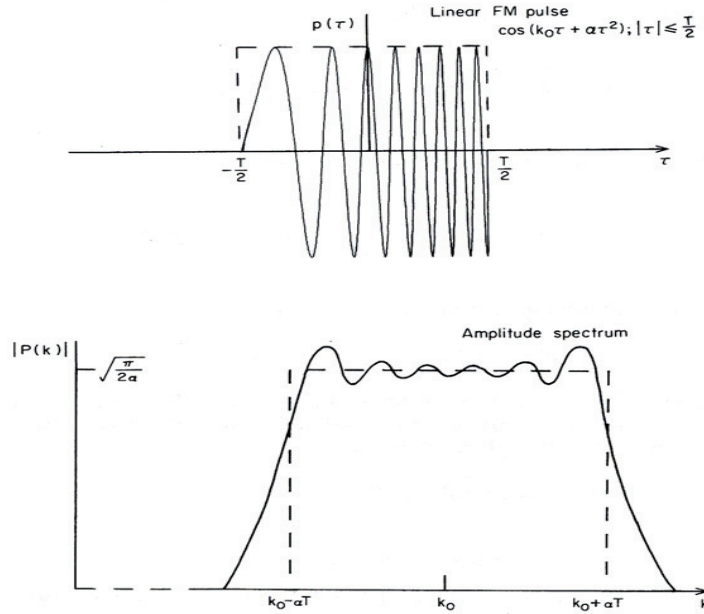 Linear FM pulse
p(τ)
cos(k₀τ + ατ²); |τ| ≤ T/2
-T/2
T/2
τ
Amplitude spectrum
|P(k)|
√(π/2α)
k₀-αT
k₀
k₀+αT
k